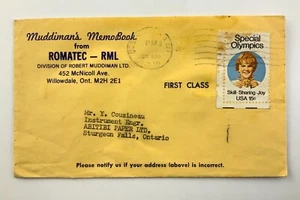 Muddiman's MemoBook
from
ROMATEC — RML
DIVISION OF ROBERT MUDDIMAN LTD.
452 McNicoll Ave.
Willowdale, Ont. M2H 2E1
FIRST CLASS
Special
Olympics
Skill·Sharing·Joy
USA 15c
Mr. Y. Cousineau
Instrument Engr.
ABITIBI PAPER LTD.
Sturgeon Falls, Ontario
Please notify us if your address (above) is incorrect.